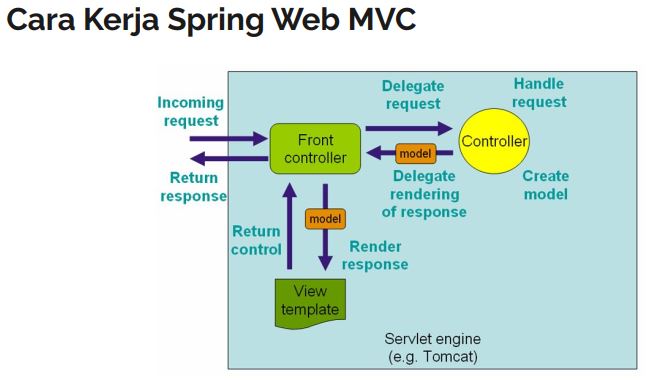 Cara Kerja Spring Web MVC
Incoming
request
Return
response
Front
controller
Delegate
request
Handle
request
Controller
model
Delegate
rendering
of response
Create
model
model
Return
control
Render
response
View
template
Servlet engine
(e.g. Tomcat)